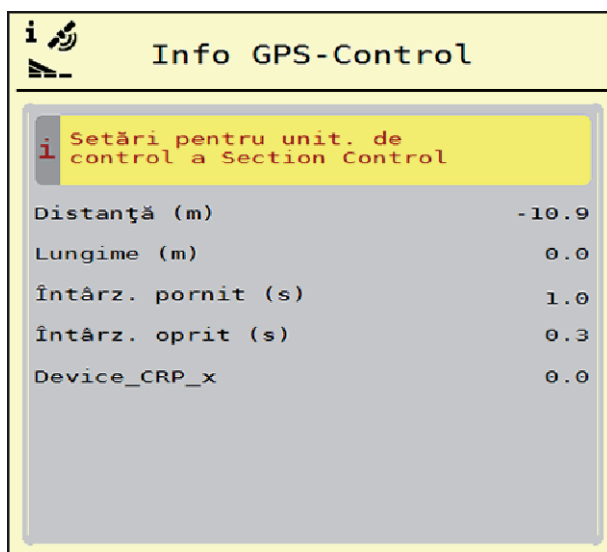 i
Info GPS-Control
i Setări pentru unit. de
control a Section Control
Distanţă (m) -10.9
Lungime (m) 0.0
Întârz. pornit (s) 1.0
Întârz. oprit (s) 0.3
Device_CRP_x 0.0